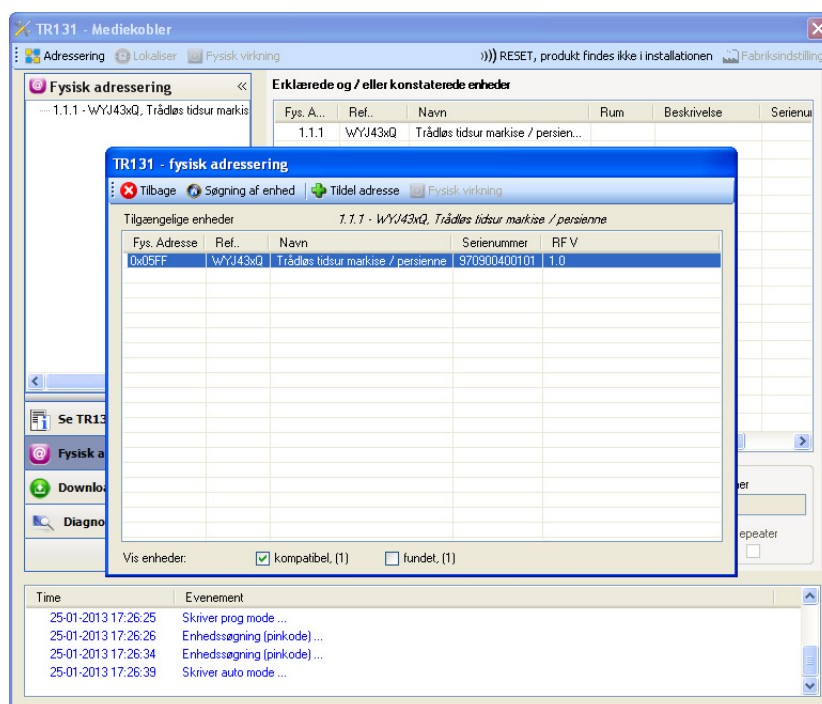 TR131 - Mediekobler
Adressering Lokaliser Fysisk virkning ))) RESET, produkt findes ikke i installationen Fabriksindstilling
Fysisk adressering « Erklærede og / eller konstaterede enheder
1.1.1 - WYJ43xQ, Trådløs tidsur markis
Fys. A... Ref.. Navn Rum Beskrivelse Serienu
1.1.1 WYJ43xQ Trådløs tidsur markise / persien...
TR131 - fysisk adressering
Tilbage Søgning af enhed Tildel adresse Fysisk virkning
Tilgængelige enheder 1.1.1 - WYJ43xQ, Trådløs tidsur markise / persienne
Fys. Adresse Ref.. Navn Serienummer RF V
0x05FF WYJ43xQ Trådløs tidsur markise / persienne 970900400101 1.0
Se TR13
Fysisk a
Downloa
Diagno
er
epeater
Vis enheder: kompatibel, (1) fundet, (1)
Time Evenement
25-01-2013 17:26:25 Skriver prog mode ...
25-01-2013 17:26:26 Enhedssøgning (pinkode) ...
25-01-2013 17:26:34 Enhedssøgning (pinkode) ...
25-01-2013 17:26:39 Skriver auto mode ...